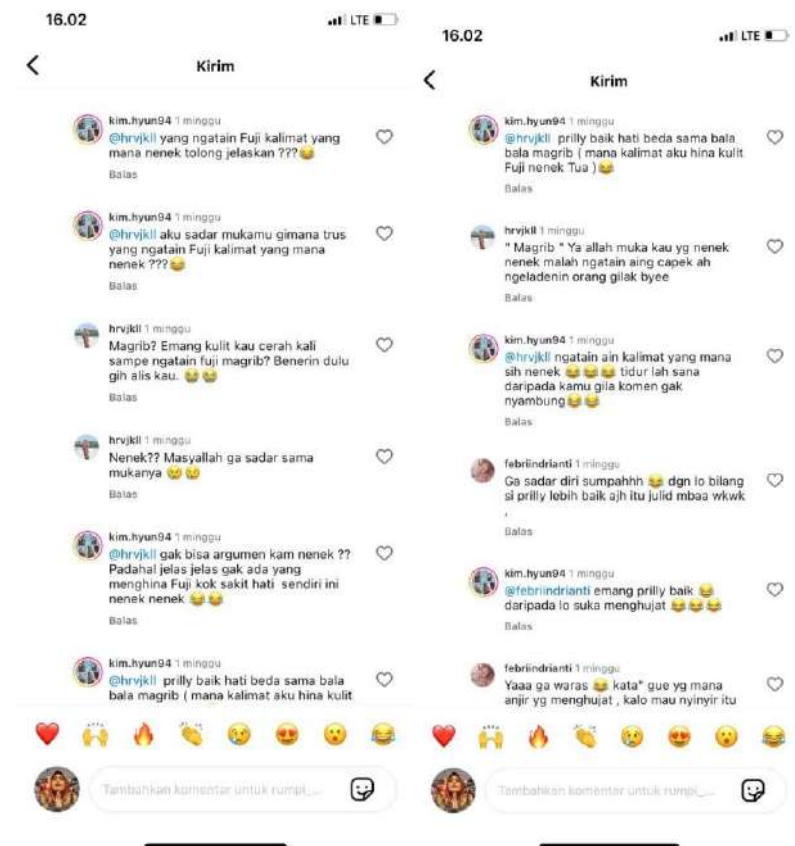 16.02
LTE
Kirim
kim.hyun94 1 minggu
@hrvjkll yang ngatain Fuji kalimat yang
mana nenek tolong jelaskan ???😂
Balas
kim.hyun94 1 minggu
@hrvjkll aku sadar mukamu gimana trus
yang ngatain Fuji kalimat yang mana
nenek ???😂
Balas
hrvjkll 1 minggu
Magrib? Emang kulit kau cerah kali
sampe ngatain fuji magrib? Benerin dulu
gih alis kau. 😭😭
Balas
hrvjkll 1 minggu
Nenek?? Masyallah ga sadar sama
mukanya 😢😢
Balas
kim.hyun94 1 minggu
@hrvjkll gak bisa argumen kam nenek ??
Padahal jelas jelas gak ada yang
menghina Fuji kok sakit hati sendiri ini
nenek nenek 😂😂
Balas
kim.hyun94 1 minggu
@hrvjkll prilly baik hati beda sama bala
bala magrib ( mana kalimat aku hina kulit
Tambahkan komentar untuk rumpi_...
16.02
LTE
Kirim
kim.hyun94 1 minggu
@hrvjkll prilly baik hati beda sama bala
bala magrib ( mana kalimat aku hina kulit
Fuji nenek Tua )😂
Balas
hrvjkll 1 minggu
" Magrib " Ya allah muka kau yg nenek
nenek malah ngatain aing capek ah
ngeladenin orang gilak byee
Balas
kim.hyun94 1 minggu
@hrvjkll ngatain ain kalimat yang mana
sih nenek 😂😂😂 tidur lah sana
daripada kamu gila komen gak
nyambung😂😂
Balas
febriindrianti 1 minggu
Ga sadar diri sumpahhh 😂 dgn lo bilang
si prilly lebih baik ajh itu julid mbaa wkwk
,
Balas
kim.hyun94 1 minggu
@febriindrianti emang prilly baik 😂
daripada lo suka menghujat 😂😂😂
Balas
febriindrianti 1 minggu
Yaaa ga waras 😂 kata" gue yg mana
anjir yg menghujat , kalo mau nyinyir itu
Tambahkan komentar untuk rumpi_...